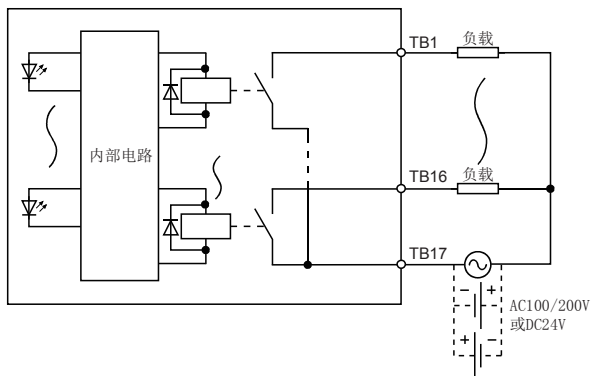 TB1
负载
内部电路
TB16
负载
TB17
− +
AC100/200V
或DC24V
+ −